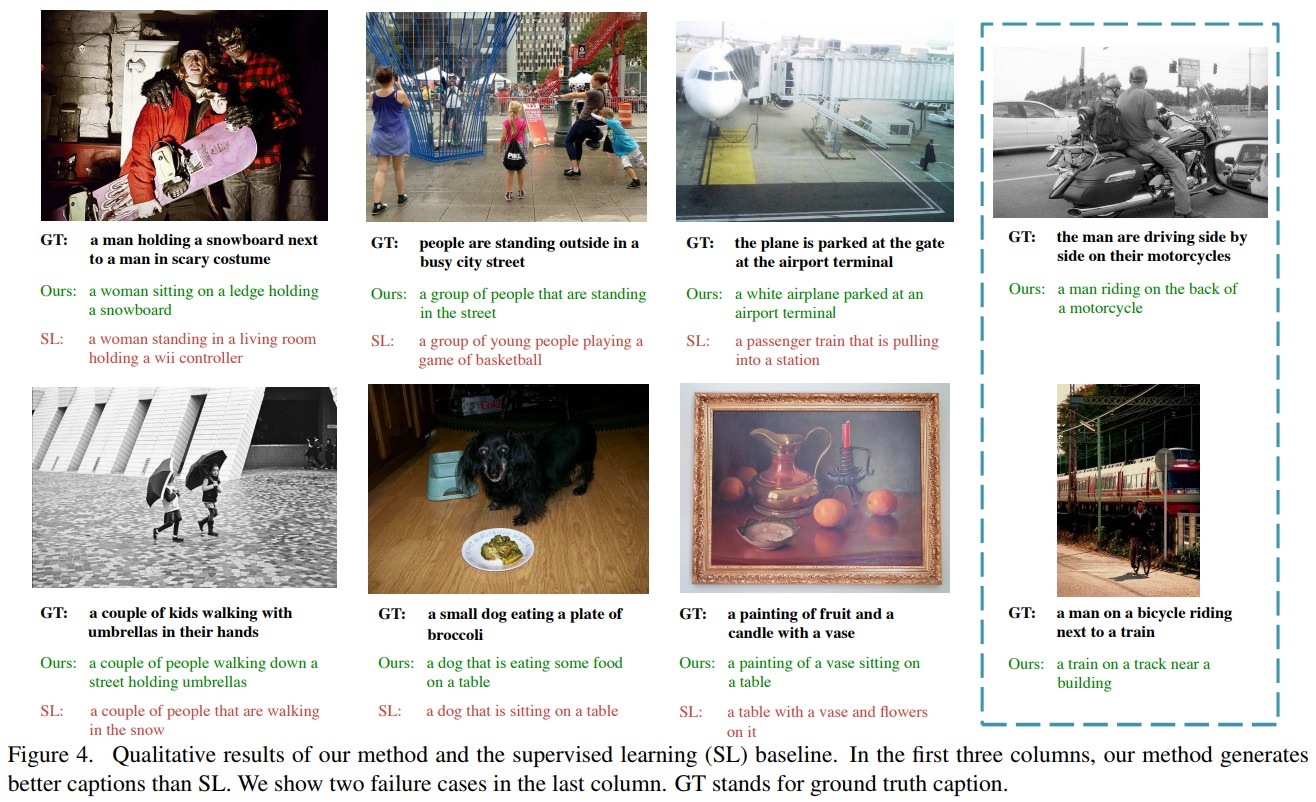 GT: a man holding a snowboard next
to a man in scary costume
Ours: a woman sitting on a ledge holding
a snowboard
SL: a woman standing in a living room
holding a wii controller
GT: people are standing outside in a
busy city street
Ours: a group of people that are standing
in the street
SL: a group of young people playing a
game of basketball
GT: the plane is parked at the gate
at the airport terminal
Ours: a white airplane parked at an
airport terminal
SL: a passenger train that is pulling
into a station
GT: the man are driving side by
side on their motorcycles
Ours: a man riding on the back of
a motorcycle
GT: a couple of kids walking with
umbrellas in their hands
Ours: a couple of people walking down a
street holding umbrellas
SL: a couple of people that are walking
in the snow
GT: a small dog eating a plate of
broccoli
Ours: a dog that is eating some food
on a table
SL: a dog that is sitting on a table
GT: a painting of fruit and a
candle with a vase
Ours: a painting of a vase sitting on
a table
SL: a table with a vase and flowers
on it
GT: a man on a bicycle riding
next to a train
Ours: a train on a track near a
building
Figure 4. Qualitative results of our method and the supervised learning (SL) baseline. In the first three columns, our method generates
better captions than SL. We show two failure cases in the last column. GT stands for ground truth caption.